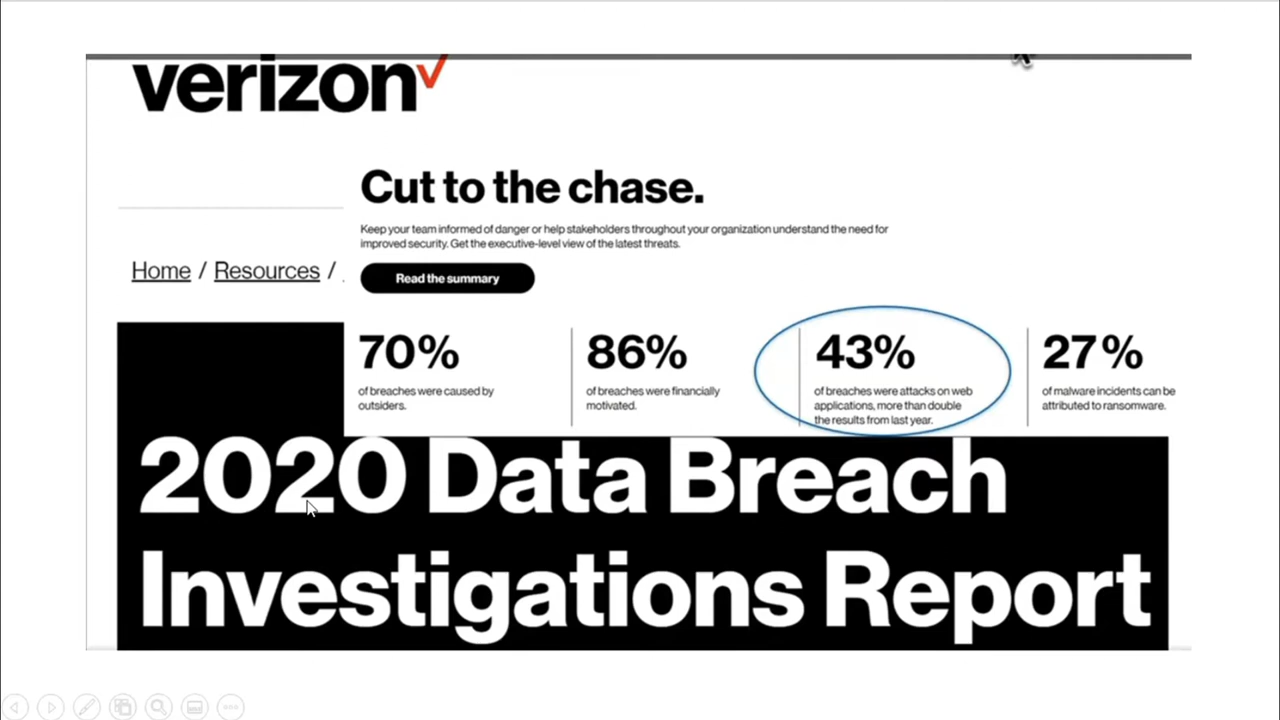 verizon
Cut to the chase.
Keep your team informed of danger or help stakeholders throughout your organization understand the need for
improved security. Get the executive-level view of the latest threats.
Home / Resources /
Read the summary
70%
of breaches were caused by
outsiders.
86%
of breaches were financially
motivated.
43%
of breaches were attacks on web
applications, more than double
the results from last year.
27%
of malware incidents can be
attributed to ransomware.
2020 Data Breach
Investigations Report